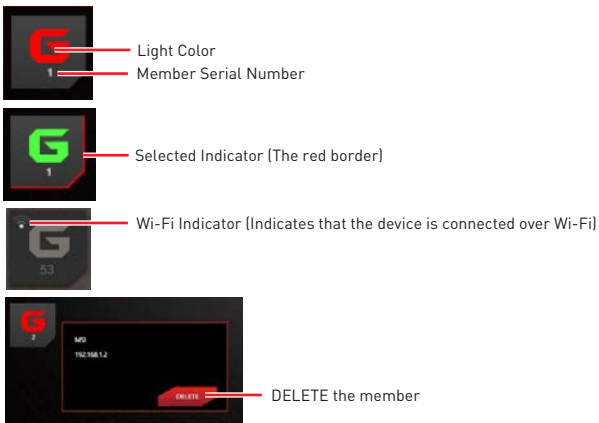 G
Light Color
1
Member Serial Number
G
Selected Indicator (The red border)
1
Wi-Fi Indicator (Indicates that the device is connected over Wi-Fi)
G
53
G
2
MSI
192.168.1.2
DELETE
DELETE the member